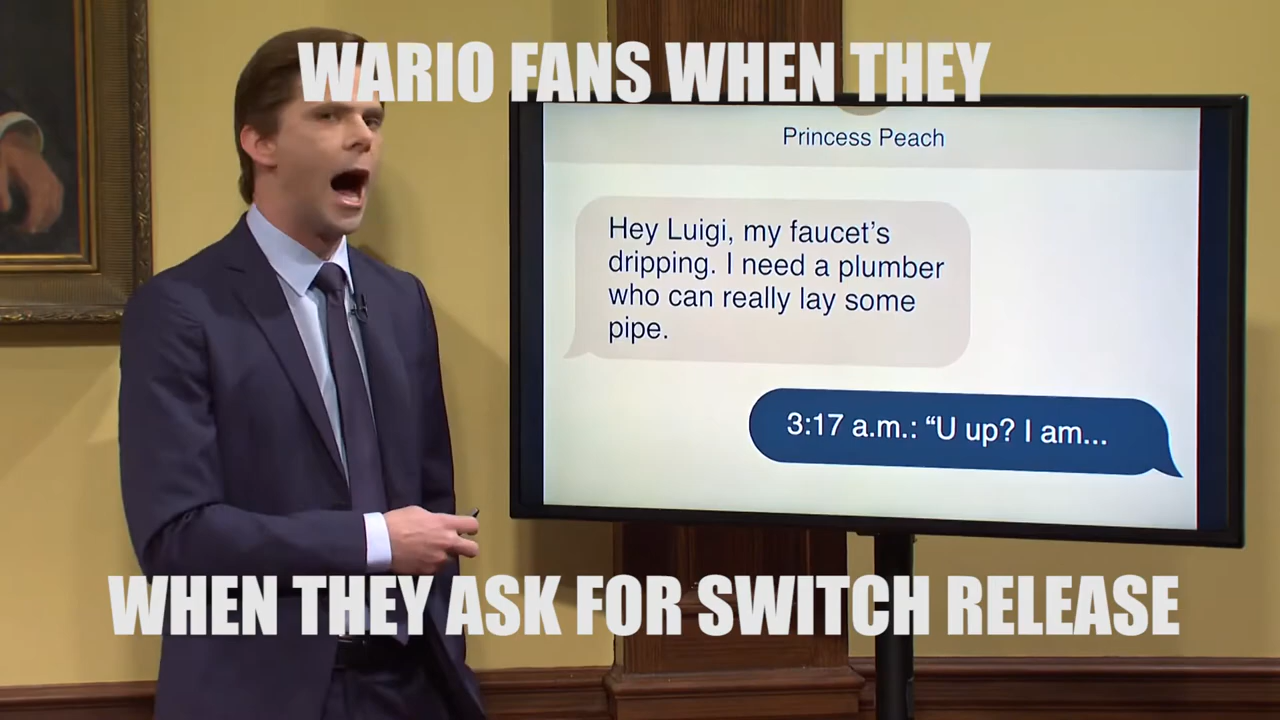 WARIO FANS WHEN THEY
Princess Peach
Hey Luigi, my faucet's
dripping. I need a plumber
who can really lay some
pipe.
3:17 a.m.: “U up? I am...
WHEN THEY ASK FOR SWITCH RELEASE